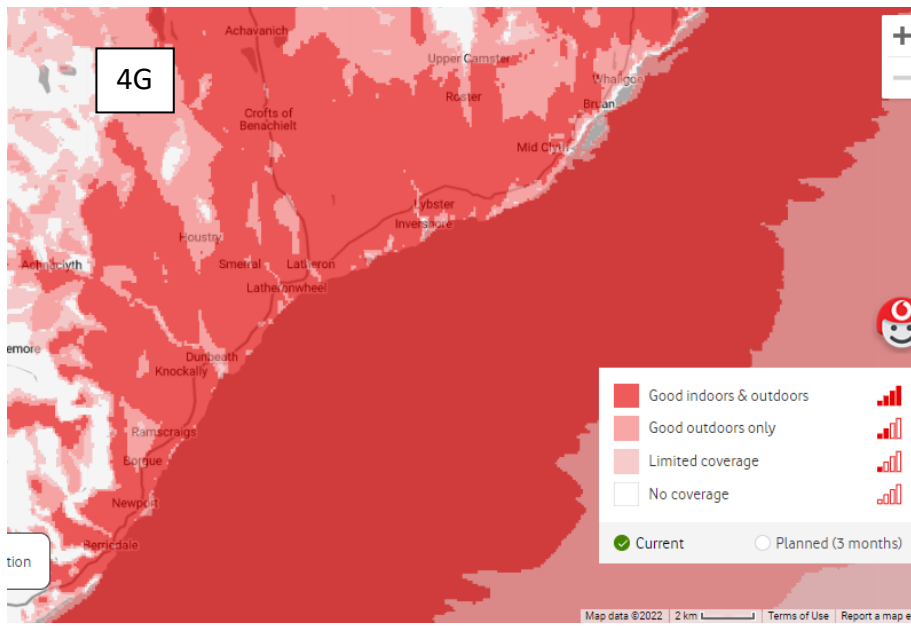 Achavanich
4G
Upper Camster
Whaligoe
Roster
Bruan
Crofts of
Benachielt
Mid Clyth
Lybster
Invershore
Houstry
Smerral
Latheron
Achnaclyth
Latheronwheel
emore
Dunbeath
Knockally
Ramscraigs
Borgue
Newport
Berriedale
tion
Good indoors & outdoors
Good outdoors only
Limited coverage
No coverage
Current
Planned (3 months)
Map data ©2022
2 km
Terms of Use
Report a map e